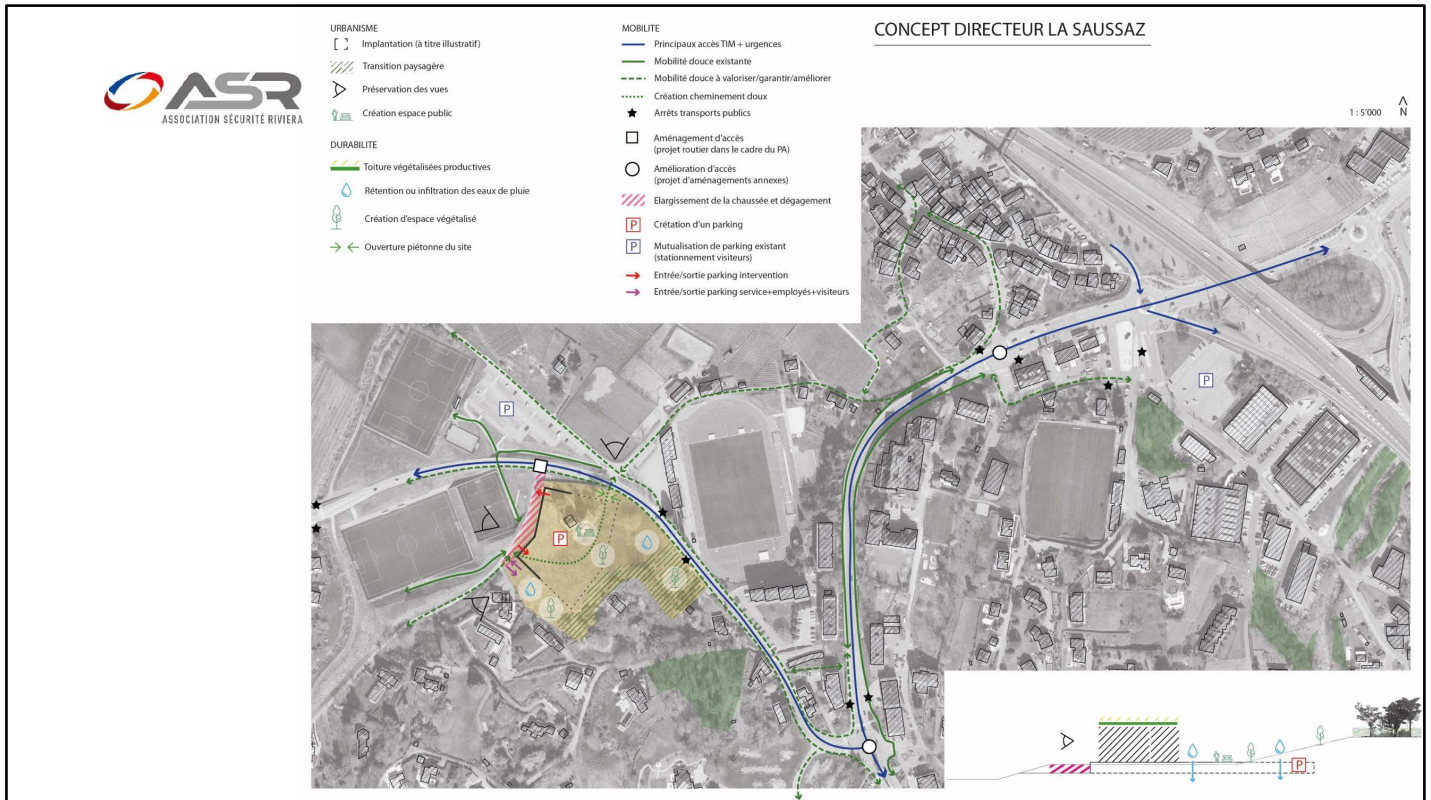 ASR
ASSOCIATION SÉCURITÉ RIVIERA
URBANISME
Implantation (à titre illustratif)
Transition paysagère
Préservation des vues
Création espace public
DURABILITE
Toiture végétalisées productives
Rétention ou infiltration des eaux de pluie
Création d'espace végétalisé
Ouverture piétonne du site
MOBILITE
Principaux accès TIM + urgences
Mobilité douce existante
Mobilité douce à valoriser/garantir/améliorer
Création cheminement doux
Arrêts transports publics
Aménagement d'accès
(projet routier dans le cadre du PA)
Amélioration d'accès
(projet d'aménagements annexes)
Elargissement de la chaussée et dégagement
P Crétation d'un parking
P Mutualisation de parking existant
(stationnement visiteurs)
Entrée/sortie parking intervention
Entrée/sortie parking service+employés+visiteurs
CONCEPT DIRECTEUR LA SAUSSAZ
1 : 5'000
N
P
P
P
P